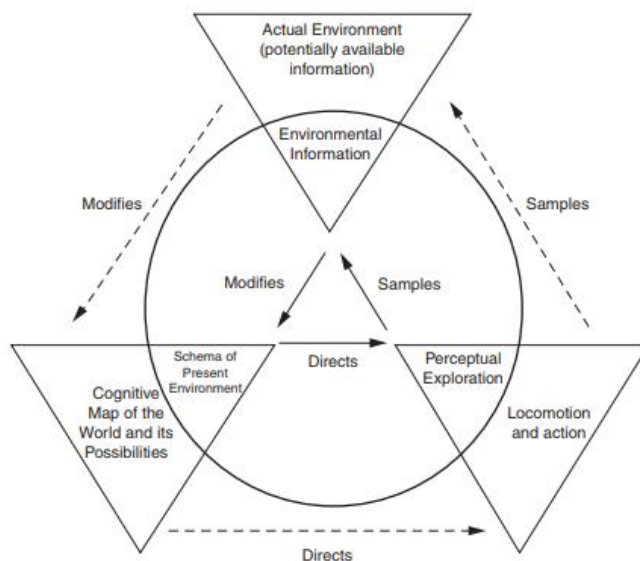 Actual Environment
(potentially available
information)
Environmental
Information
Modifies
Samples
Modifies
Samples
Schema of
Present
Environment
Directs
Perceptual
Exploration
Cognitive
Map of the
World and its
Possibilities
Locomotion
and action
Directs